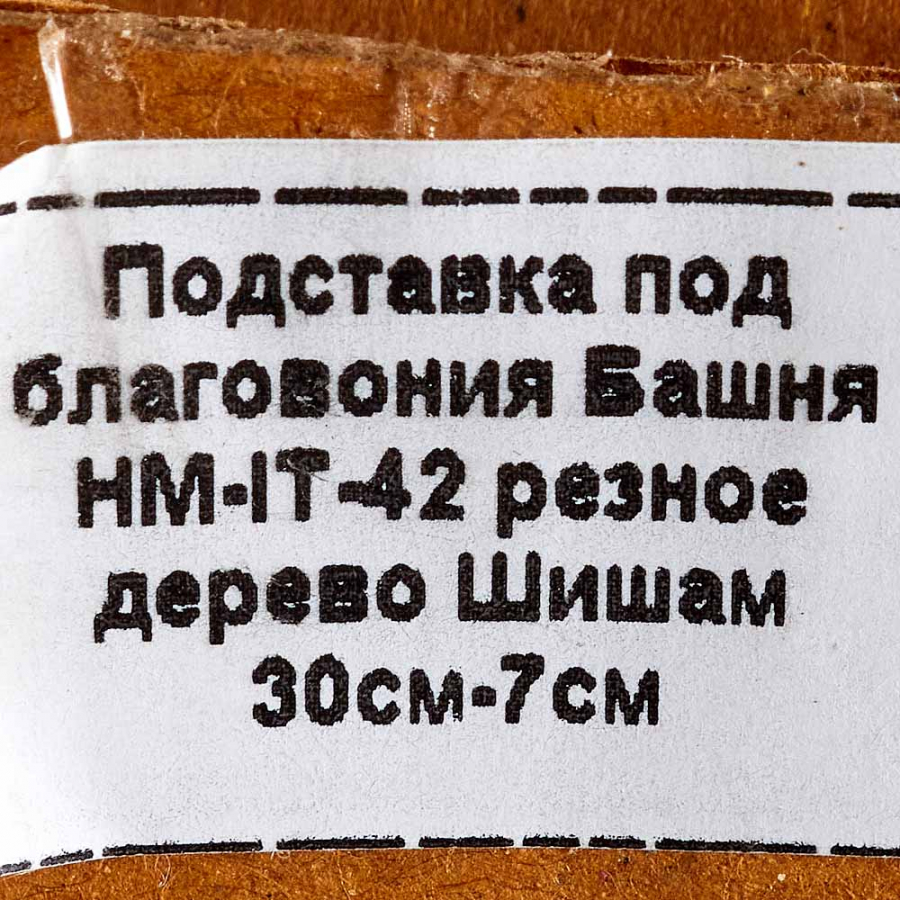 Подставка под
благовония Башня
HM-IT-42 резное
дерево Шишам
30см-7см